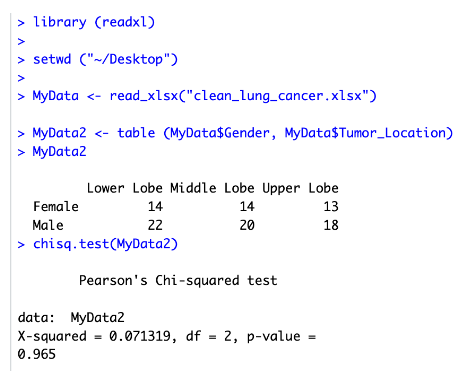 > library (readxl)
>
> setwd ("~/Desktop")
>
> MyData <- read_xlsx("clean_lung_cancer.xlsx")
> MyData2 <- table (MyData$Gender, MyData$Tumor_Location)
> MyData2
Lower Lobe Middle Lobe Upper Lobe
Female 14 14 13
Male 22 20 18
> chisq.test(MyData2)
Pearson's Chi-squared test
data: MyData2
X-squared = 0.071319, df = 2, p-value =
0.965